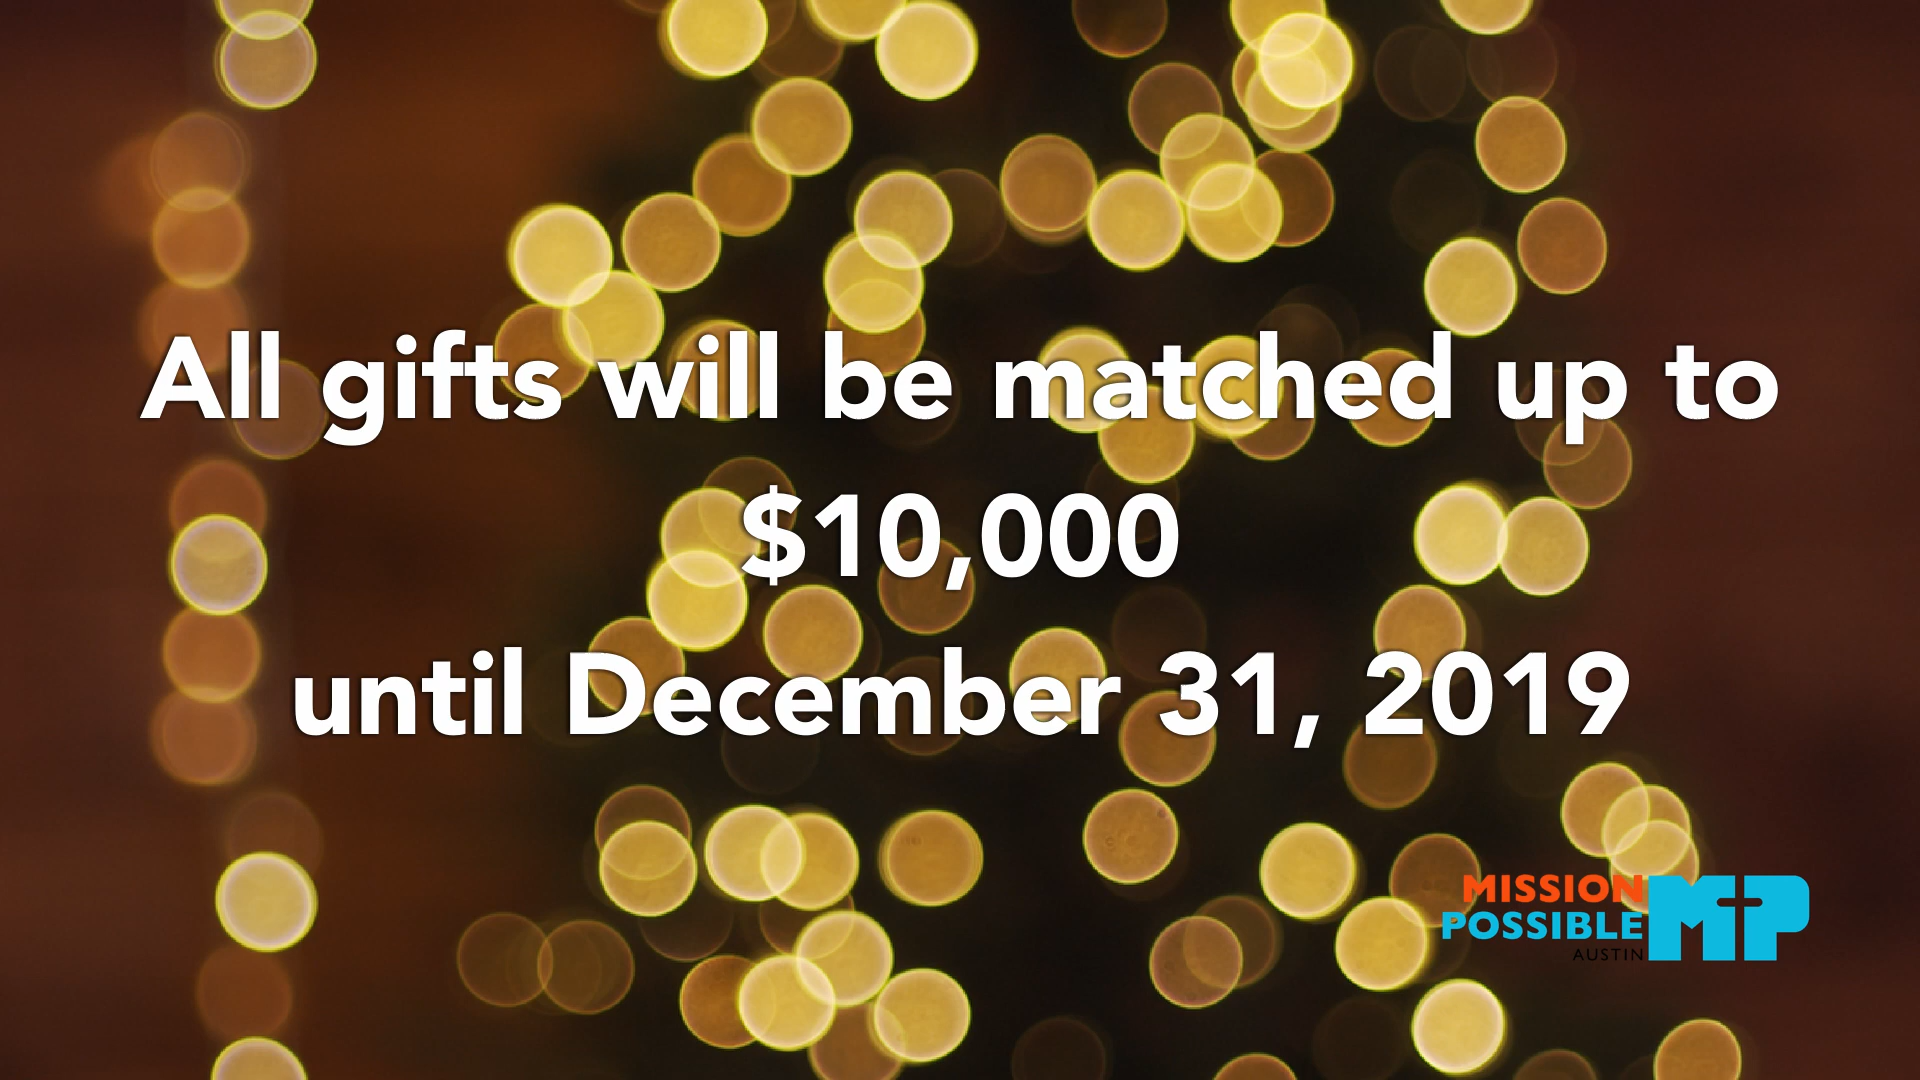 All gifts will be matched up to
$10,000
until December 31, 2019
MISSION
POSSIBLE
AUSTIN
MP